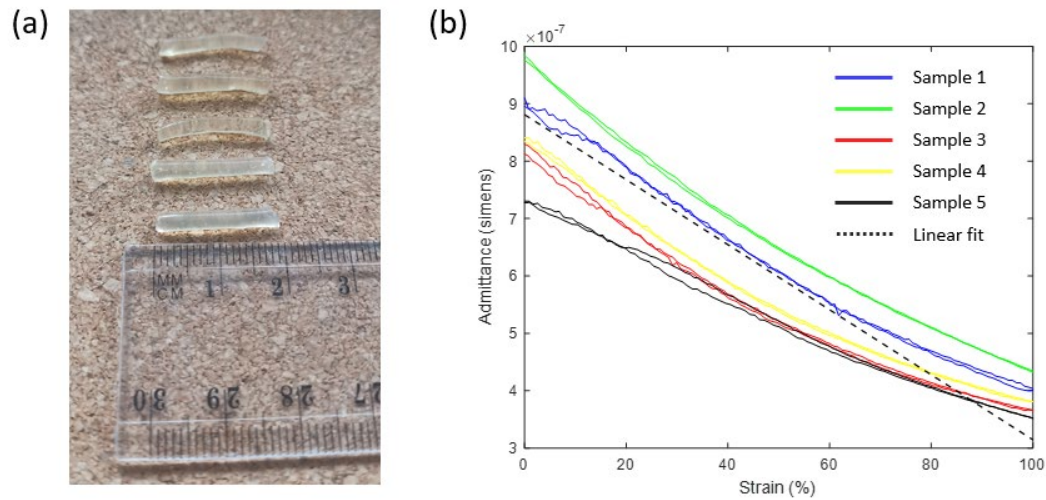 (a)
MM
CM
1
2
3
30
29
28
27
(b)
×10⁻⁷
10
9
8
7
6
5
4
3
Admittance (simens)
0
20
40
60
80
100
Strain (%)
Sample 1
Sample 2
Sample 3
Sample 4
Sample 5
Linear fit